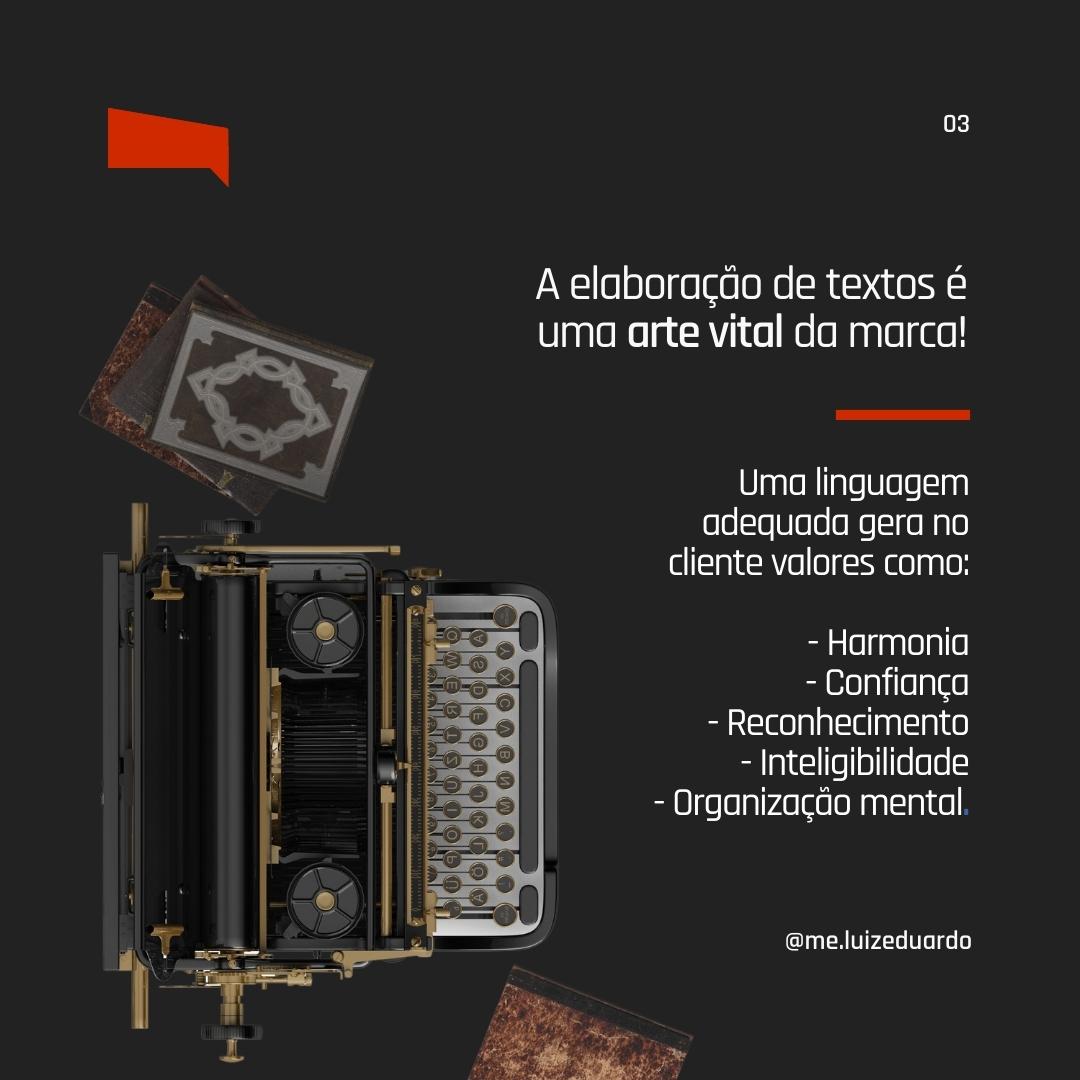 03
A elaboração de textos é
uma arte vital da marca!
Uma linguagem
adequada gera no
cliente valores como:
- Harmonia
- Confiança
- Reconhecimento
- Inteligibilidade
- Organização mental.
@me.luizeduardo